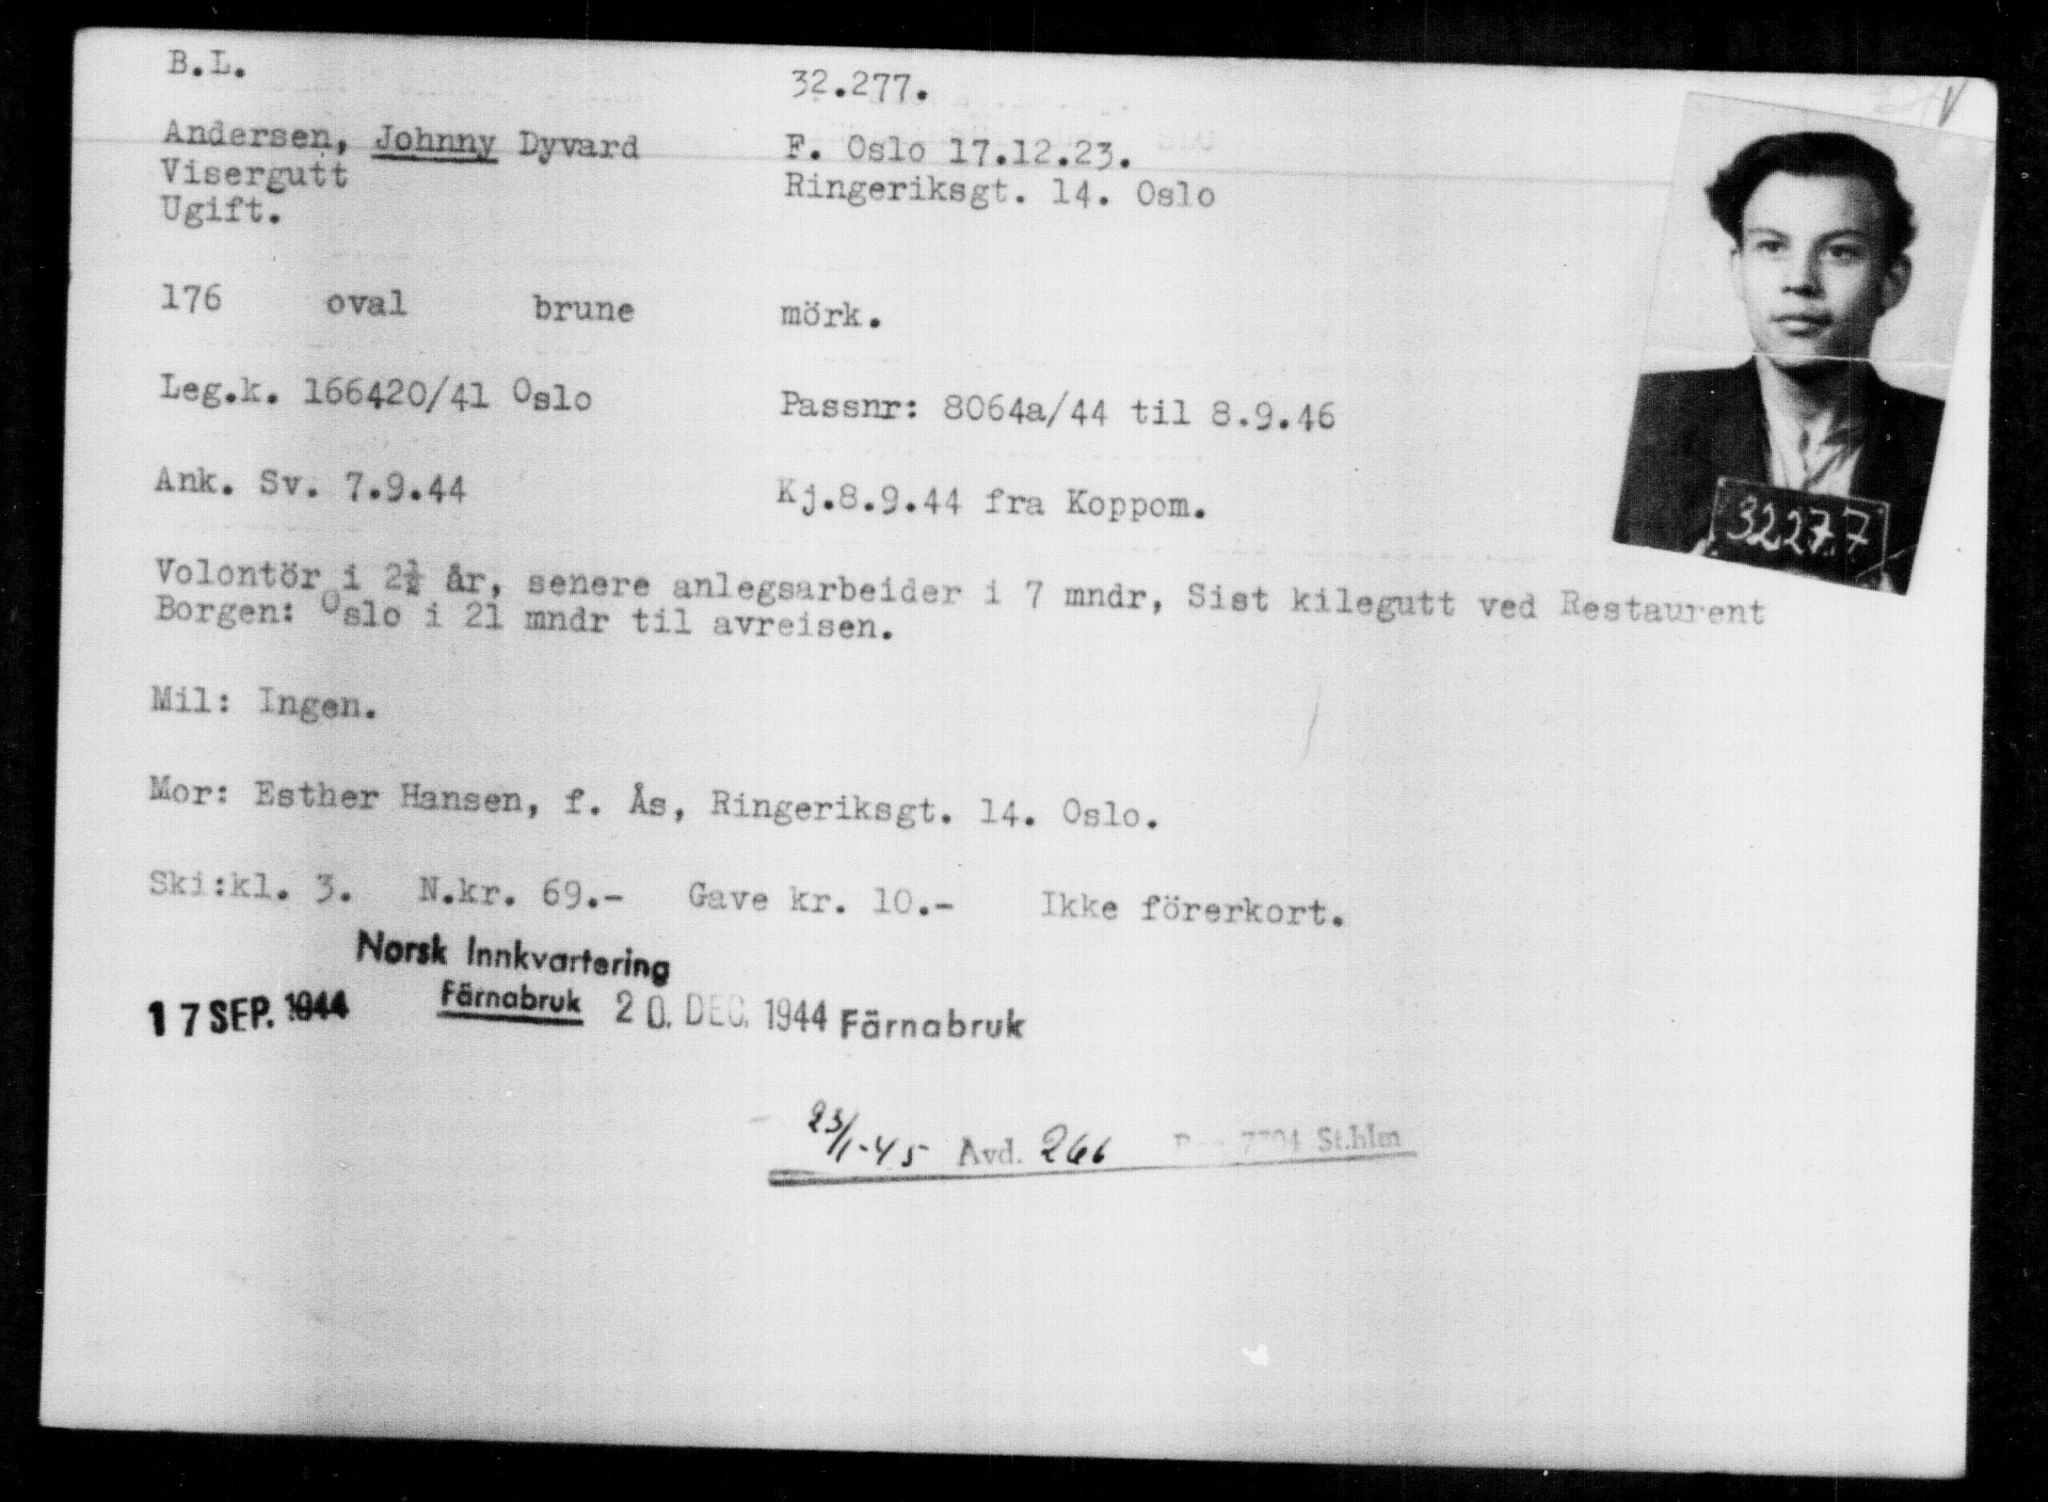 B.L.
32.277.
Andersen, Johnny Dyvard
F. Oslo 17.12.23.
Visergutt
Ringeriksgt. 14. Oslo
Ugift.
176 oval brune mörk.
Leg.k. 166420/41 Oslo
Passnr: 8064a/44 til 8.9.46
Ank. Sv. 7.9.44
Kj.8.9.44 fra Koppom.
32277
Volontör i 2½ år, senere anlegsarbeider i 7 mndr, Sist kilegutt ved Restaurent
Borgen: Oslo i 21 mndr til avreisen.
Mil: Ingen.
Mor: Esther Hansen, f. Ås, Ringeriksgt. 14. Oslo.
Ski:kl. 3. N.kr. 69.- Gave kr. 10.- Ikke förerkort.
Norsk Innkvartering
17 SEP. 1944 Färnabruk 20. DEC. 1944 Färnabruk
23/1-45 Avd. 266 St.hlm